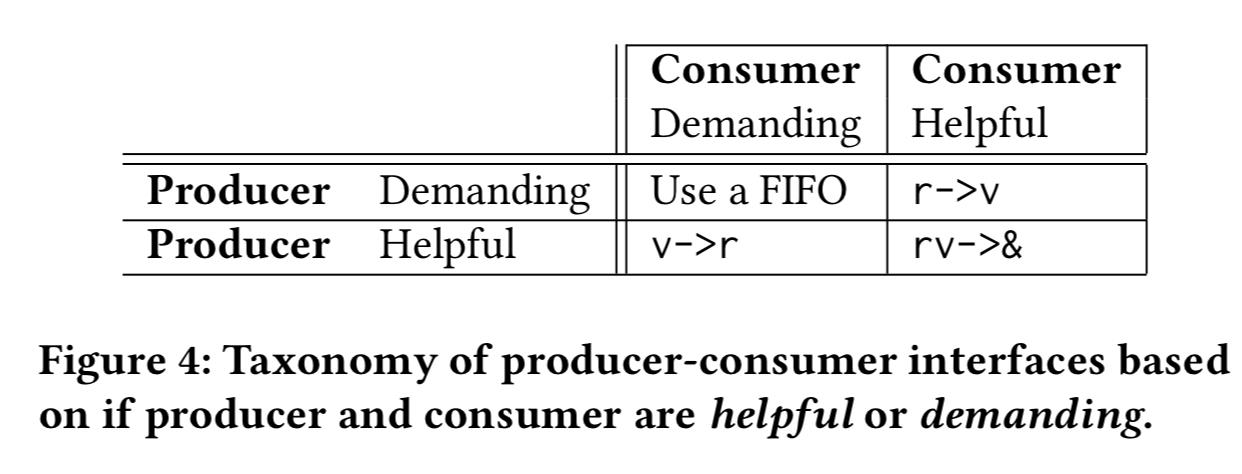 Consumer Consumer
Demanding Helpful
Producer Demanding Use a FIFO r->v
Producer Helpful v->r rv->&
Figure 4: Taxonomy of producer-consumer interfaces based
on if producer and consumer are helpful or demanding.